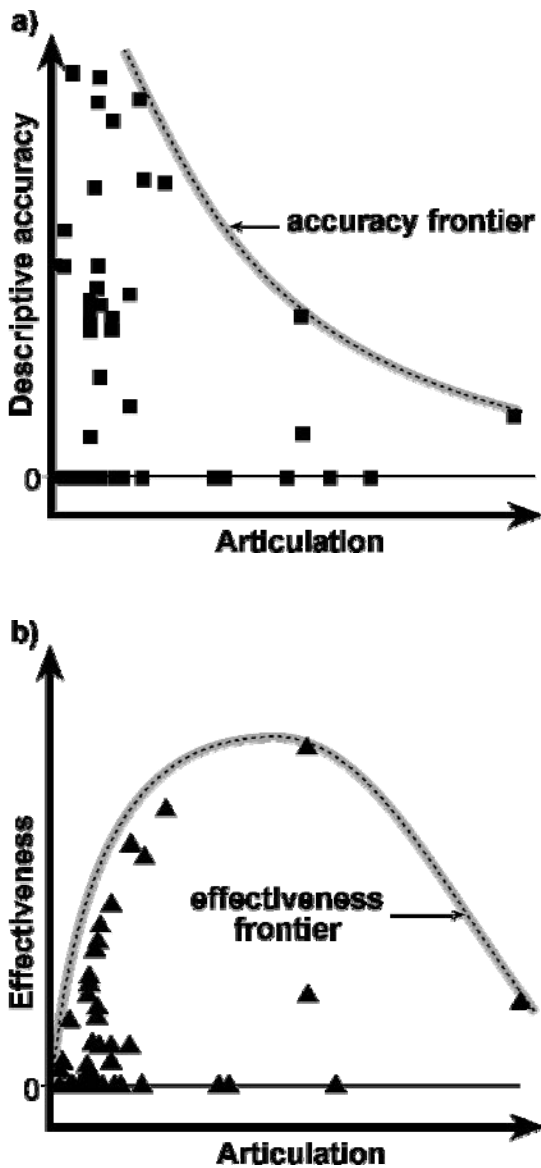 a)
Descriptive accuracy
accuracy frontier
0
Articulation
b)
Effectiveness
effectiveness
frontier
0
Articulation